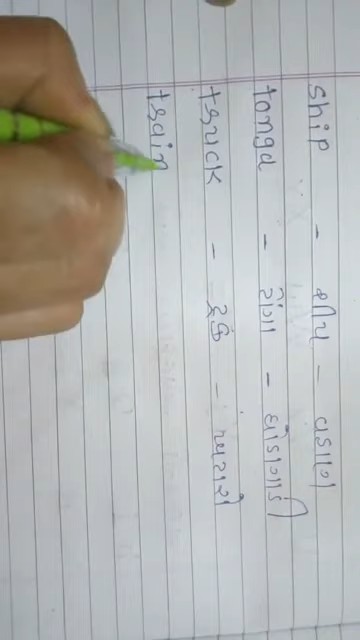 ship - શીપ - વહાણ
tonga - ટાંગા - ઘોડાગાડી
truck - ટ્રક - ખટારો
train